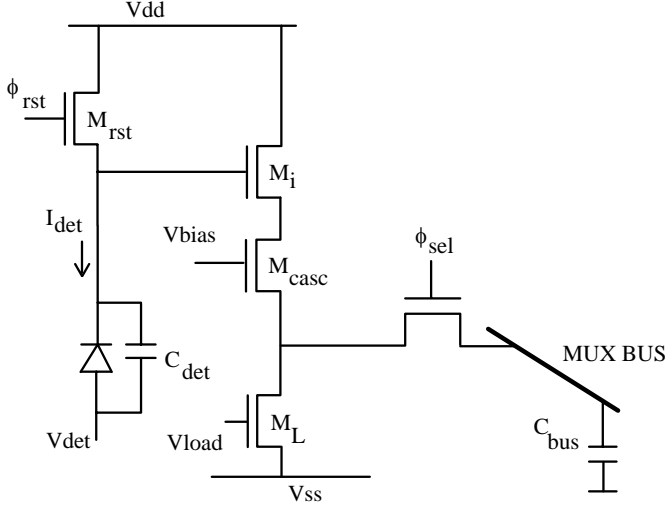 Vdd
ϕrst
Mrst
Mi
Idet
Vbias
Mcasc
ϕsel
MUX BUS
Cdet
Vdet
Vload
ML
Cbus
Vss